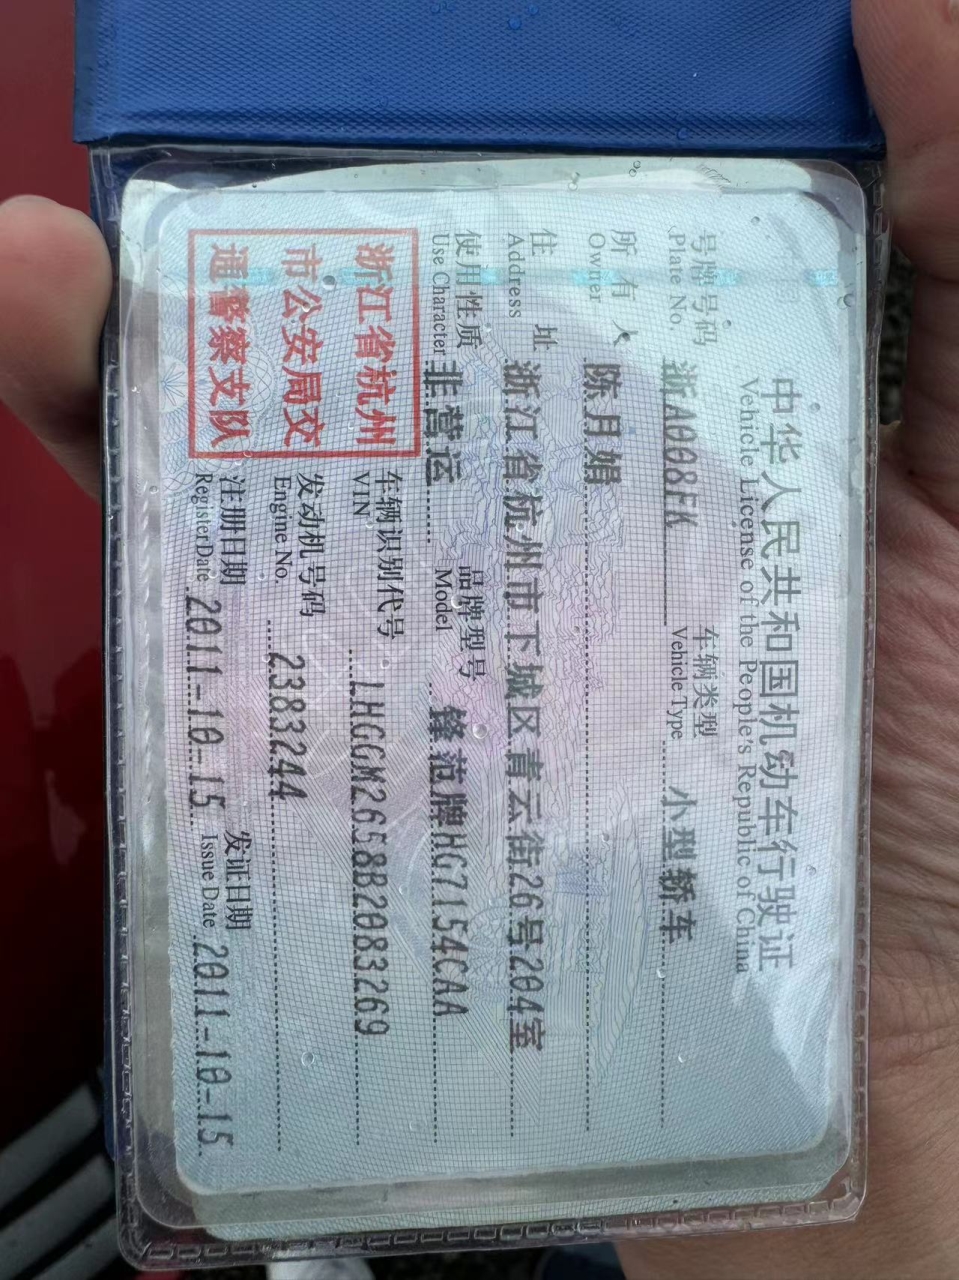 中华人民共和国机动车行驶证
Vehicle License of the People's Republic of China
号牌号码 浙A008FK 车辆类型 小型轿车
Plate No. Vehicle Type
所有人 陈月娟
Owner
住址 浙江省杭州市下城区青云街26号204室
Address
使用性质 非营运 品牌型号 锋范牌HG7154CAA
Use Character Model
浙江省杭州
市公安局交
通警察支队
车辆识别代号 LHGGM2658B2083269
VIN
发动机号码 2383244
Engine No.
注册日期 2011-10-15 发证日期 2011-10-15
Register Date Issue Date